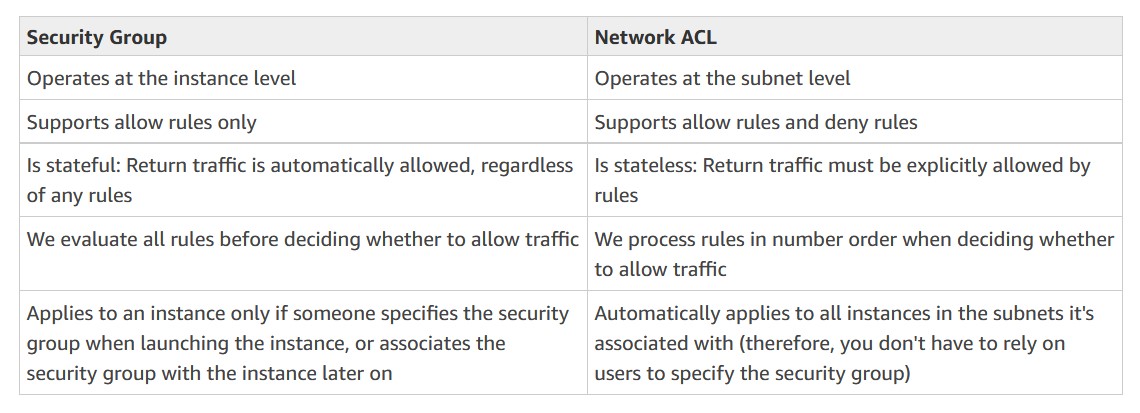 Security Group
Network ACL
Operates at the instance level
Operates at the subnet level
Supports allow rules only
Supports allow rules and deny rules
Is stateful: Return traffic is automatically allowed, regardless
of any rules
Is stateless: Return traffic must be explicitly allowed by
rules
We evaluate all rules before deciding whether to allow traffic
We process rules in number order when deciding whether
to allow traffic
Applies to an instance only if someone specifies the security
group when launching the instance, or associates the
security group with the instance later on
Automatically applies to all instances in the subnets it's
associated with (therefore, you don't have to rely on
users to specify the security group)